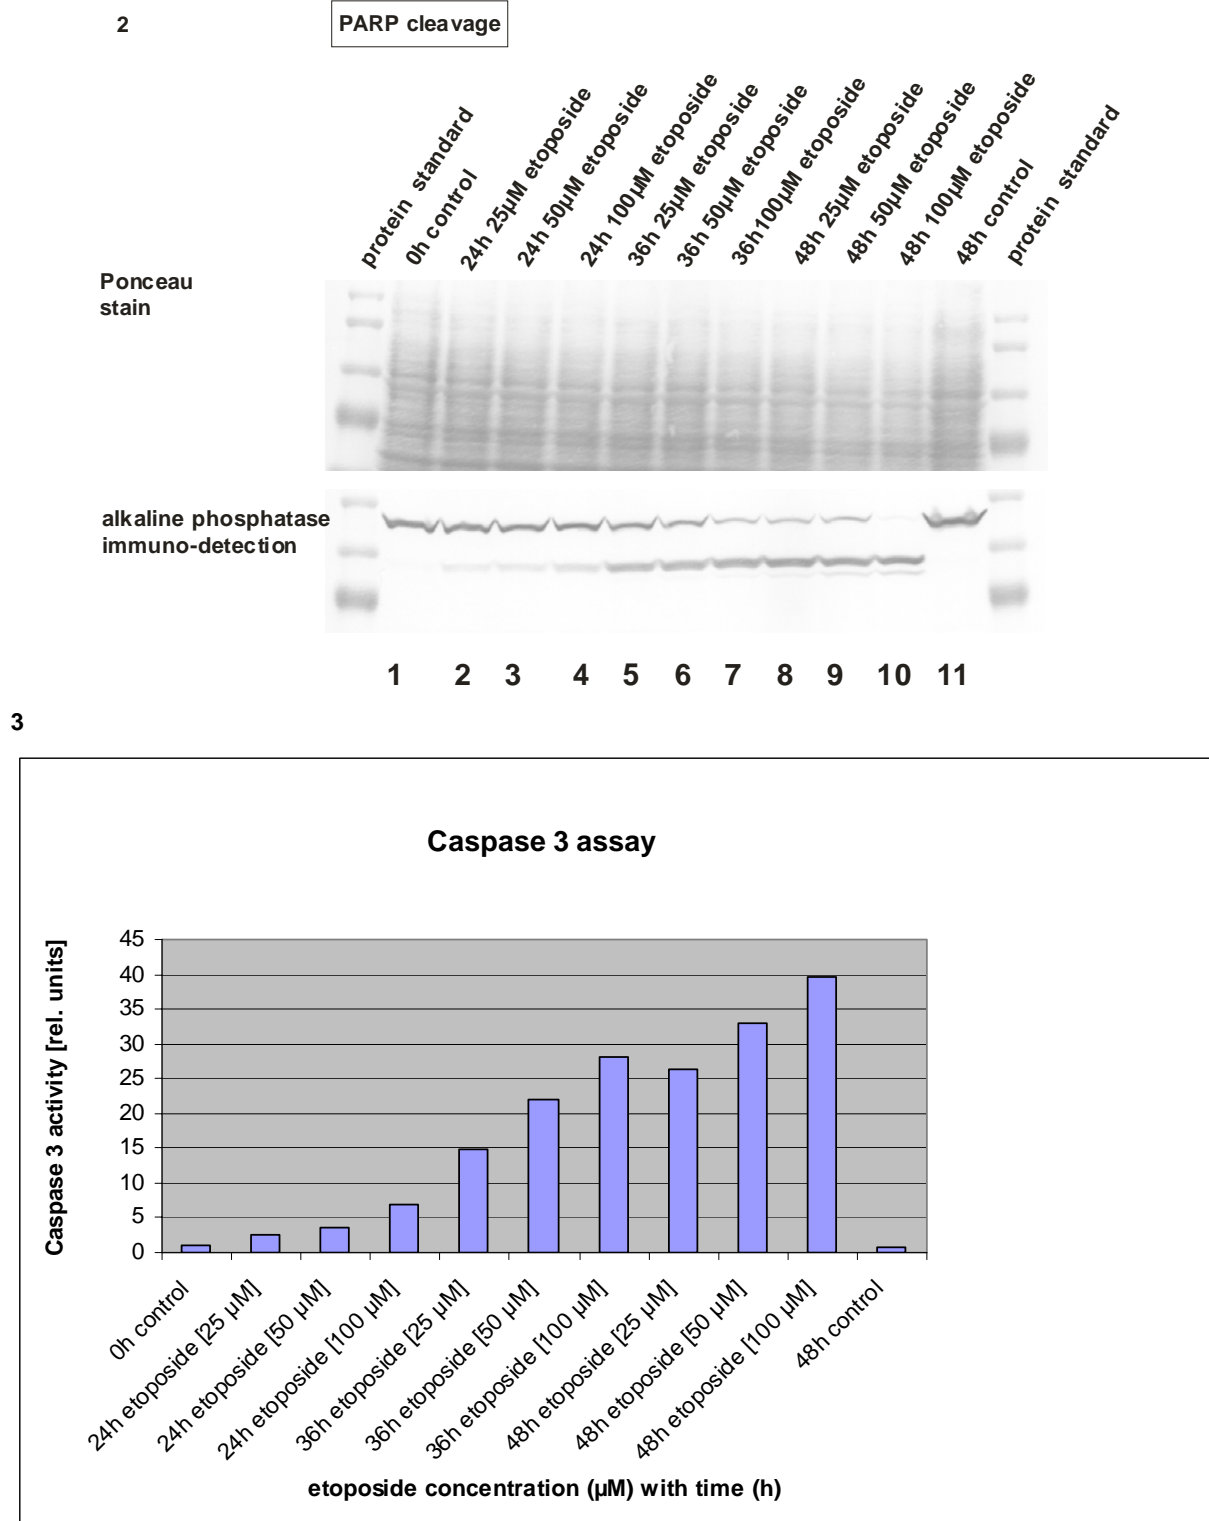 2
PARP cleavage
protein standard
0h control
24h 25µM etoposide
24h 50µM etoposide
24h 100µM etoposide
36h 25µM etoposide
36h 50µM etoposide
36h100µM etoposide
48h 25µM etoposide
48h 50µM etoposide
48h 100µM etoposide
48h control
protein standard
Ponceau
stain
alkaline phosphatase
immuno-detection
1 2 3 4 5 6 7 8 9 10 11
3
Caspase 3 assay
Caspase 3 activity [rel. units]
45
40
35
30
25
20
15
10
5
0
0h control
24h etoposide [25 µM]
24h etoposide [50 µM]
24h etoposide [100 µM]
36h etoposide [25 µM]
36h etoposide [50 µM]
36h etoposide [100 µM]
48h etoposide [25 µM]
48h etoposide [50 µM]
48h etoposide [100 µM]
48h control
etoposide concentration (µM) with time (h)